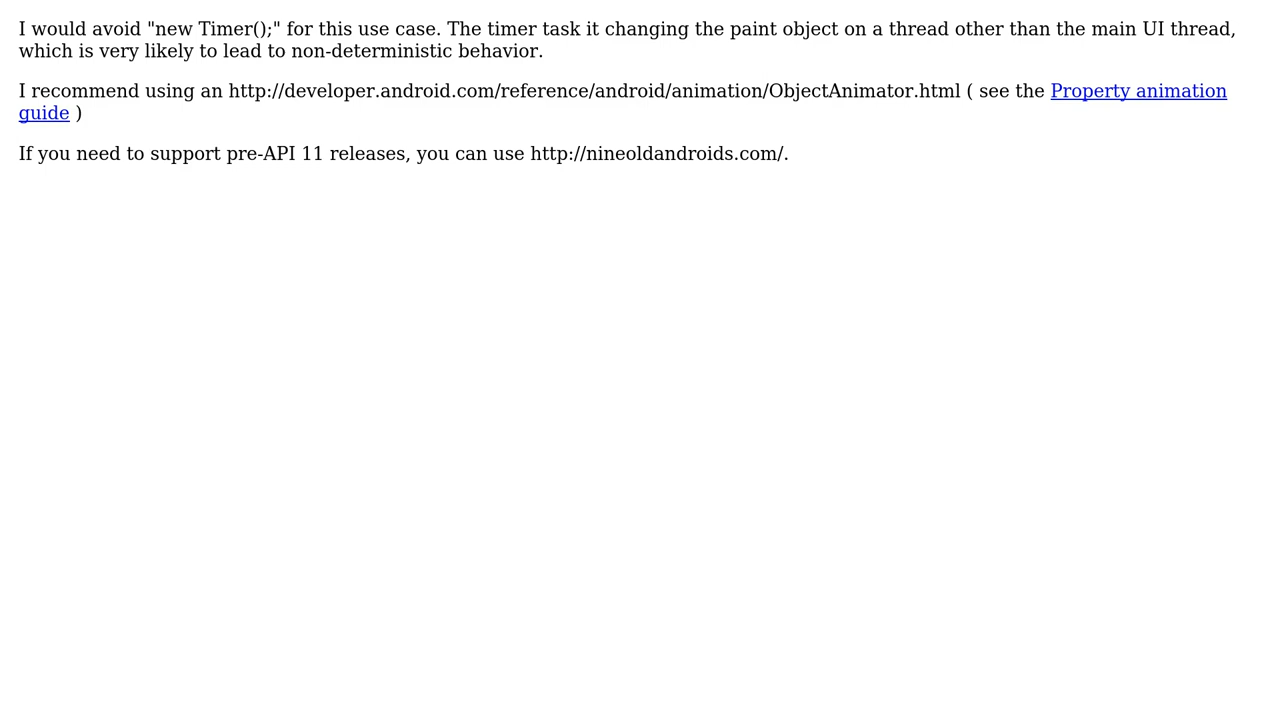 I would avoid "new Timer();" for this use case. The timer task it changing the paint object on a thread other than the main UI thread,
which is very likely to lead to non-deterministic behavior.
I recommend using an http://developer.android.com/reference/android/animation/ObjectAnimator.html ( see the Property animation
guide )
If you need to support pre-API 11 releases, you can use http://nineoldandroids.com/.